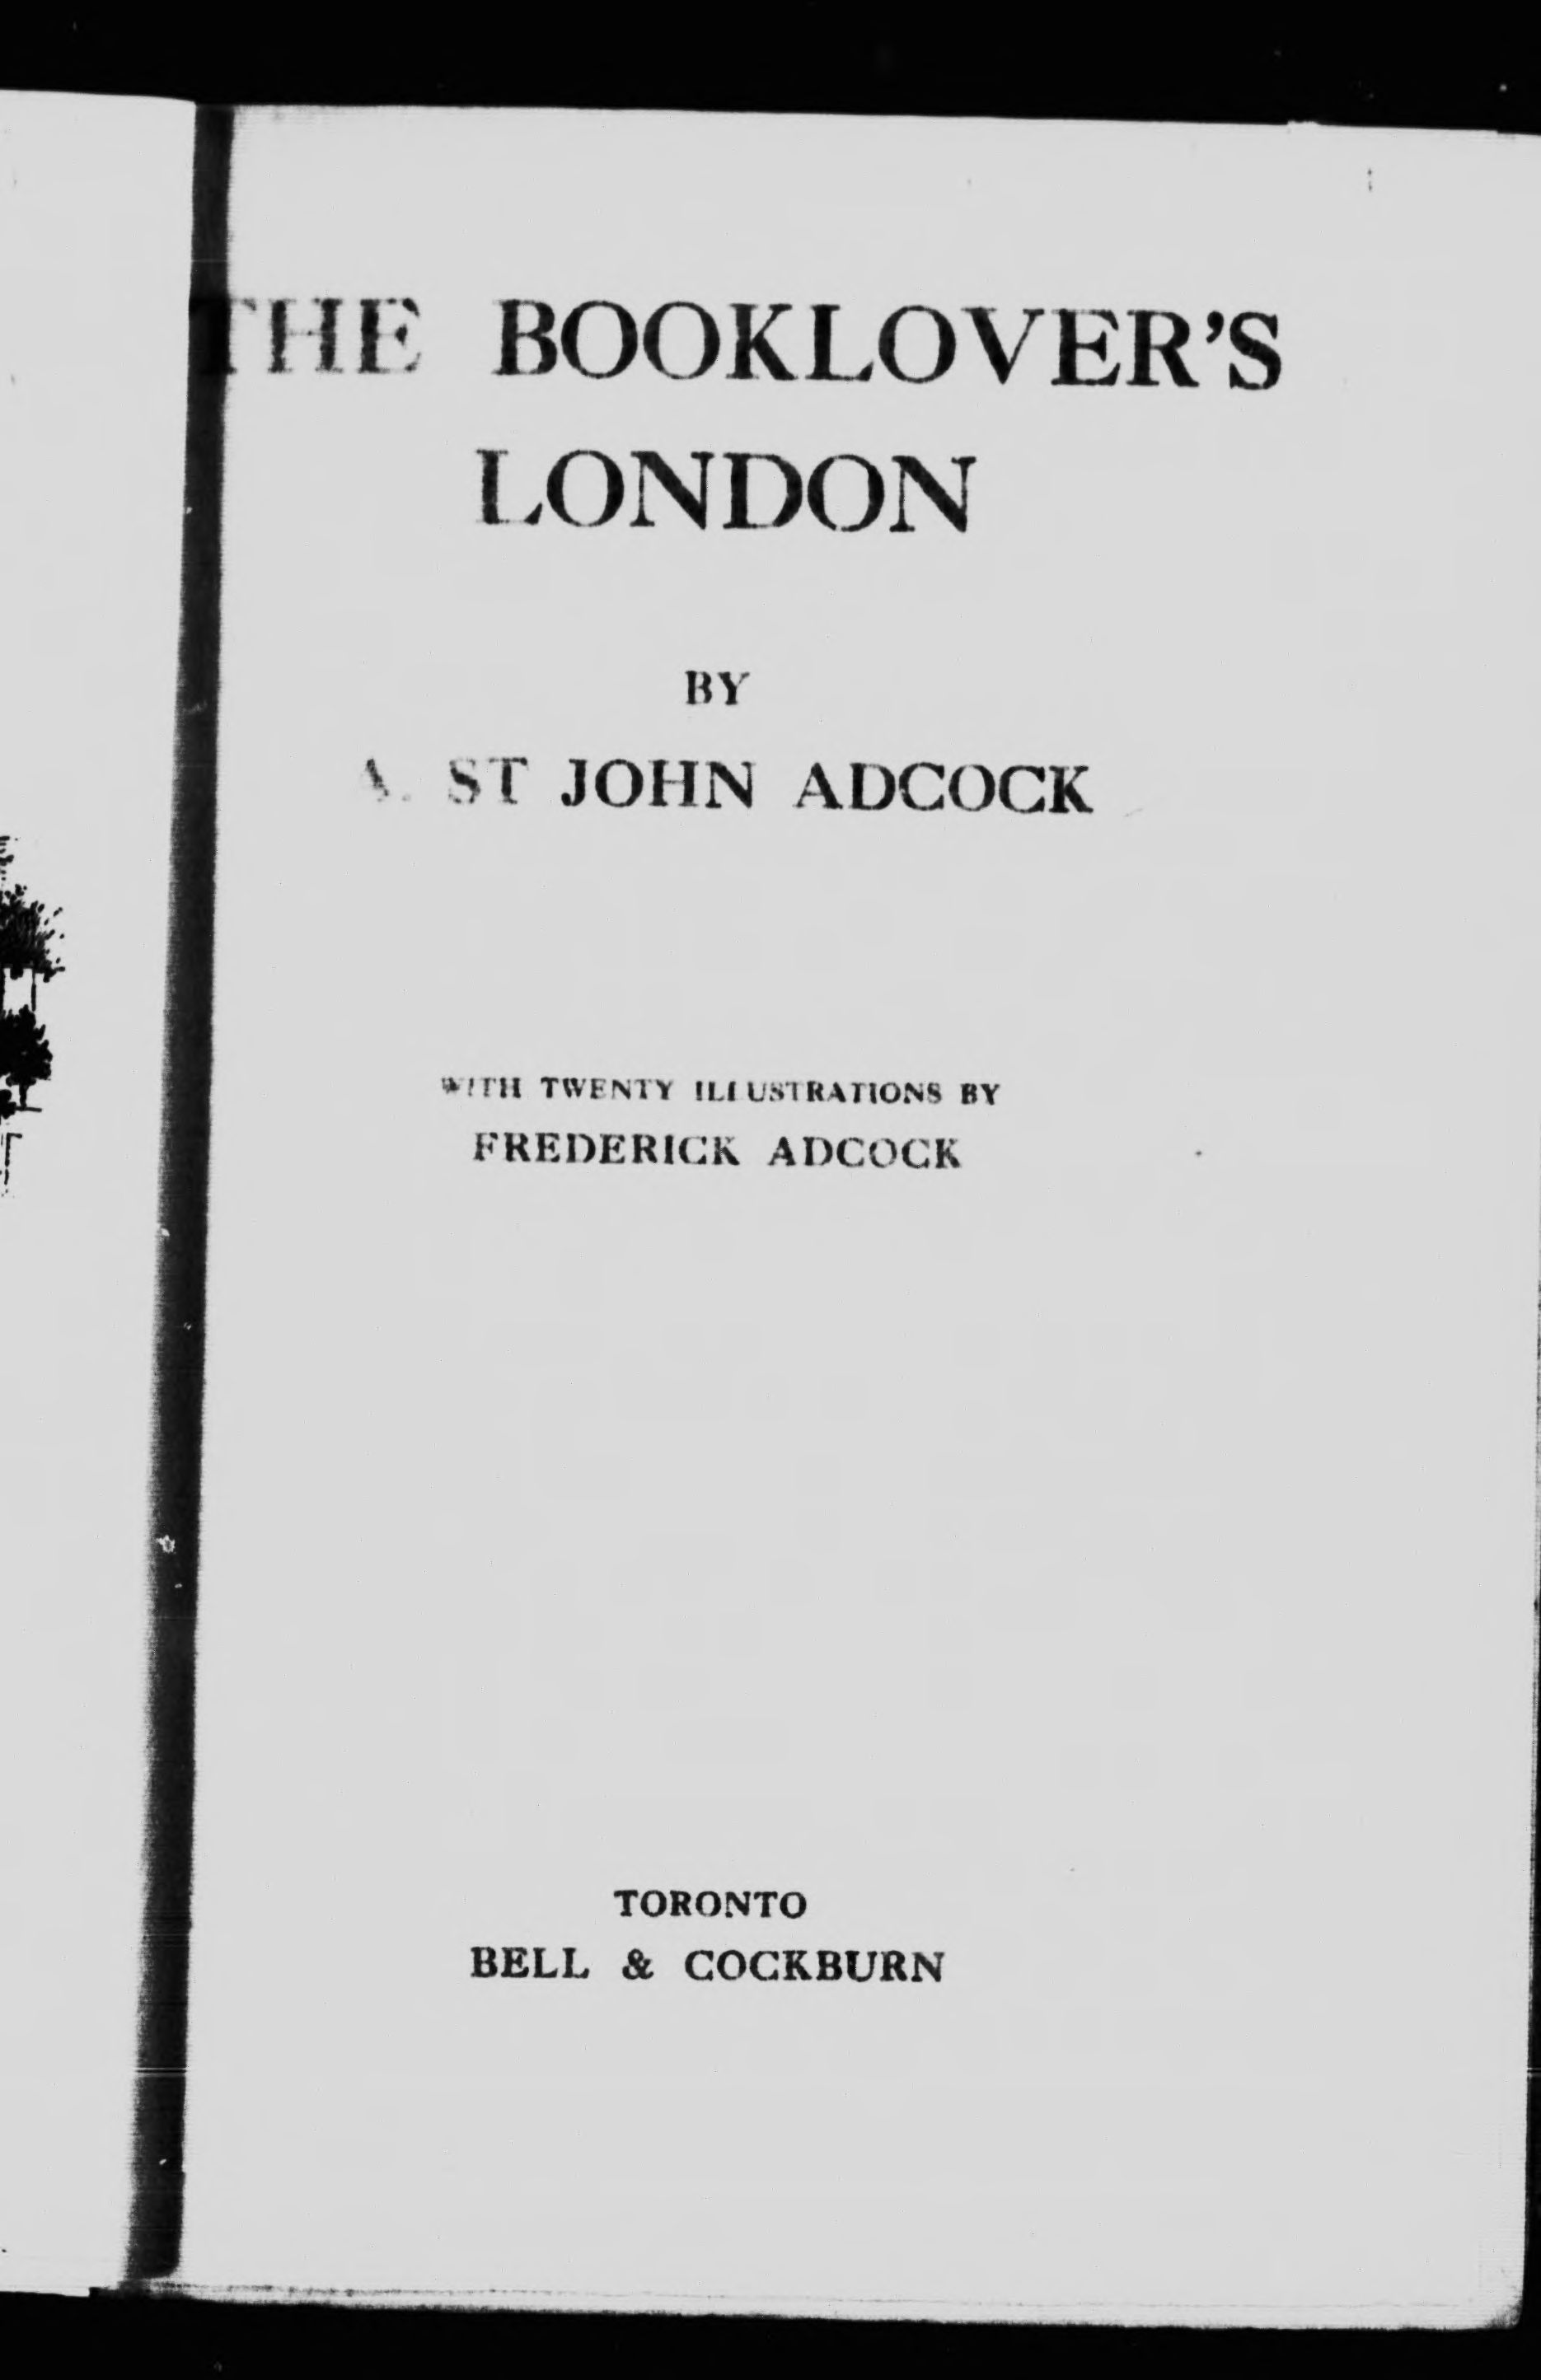 THE BOOKLOVER'S
LONDON
BY
A. ST JOHN ADCOCK
WITH TWENTY ILLUSTRATIONS BY
FREDERICK ADCOCK
TORONTO
BELL & COCKBURN